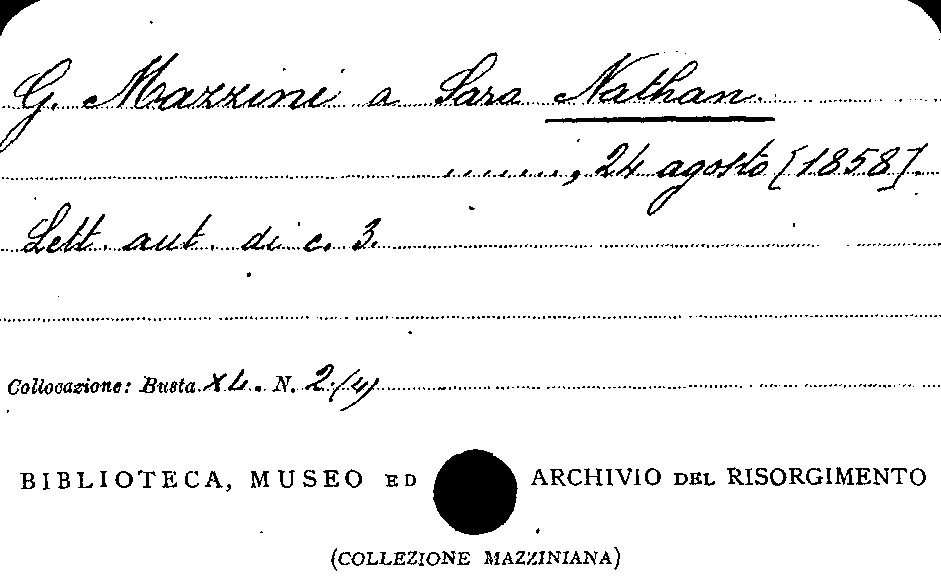 G. Mazzini a Sara Nathan.
........., 24 agosto [1858].
Lett. aut. di c. 3.
Collocazione: Busta XL. N. 2/(4)
BIBLIOTECA, MUSEO ED ARCHIVIO DEL RISORGIMENTO
(COLLEZIONE MAZZINIANA)